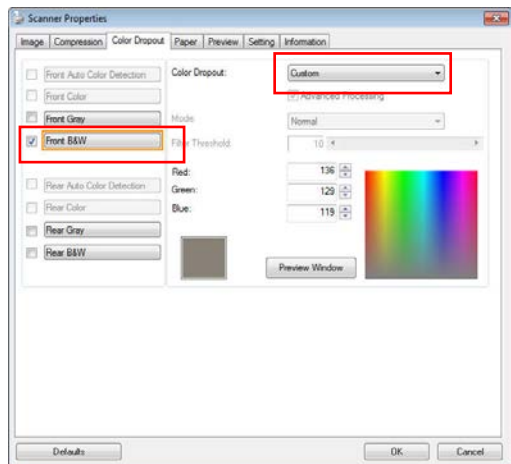 Scanner Properties
Image Compression Color Dropout Paper Preview Setting Information
Front Auto Color Detection
Front Color
Front Gray
Front B&W
Rear Auto Color Detection
Rear Color
Rear Gray
Rear B&W
Color Dropout: Custom
Advanced Processing
Mode Normal
Filter Threshold 10
Red: 136
Green: 129
Blue: 119
Preview Window
Defaults OK Cancel